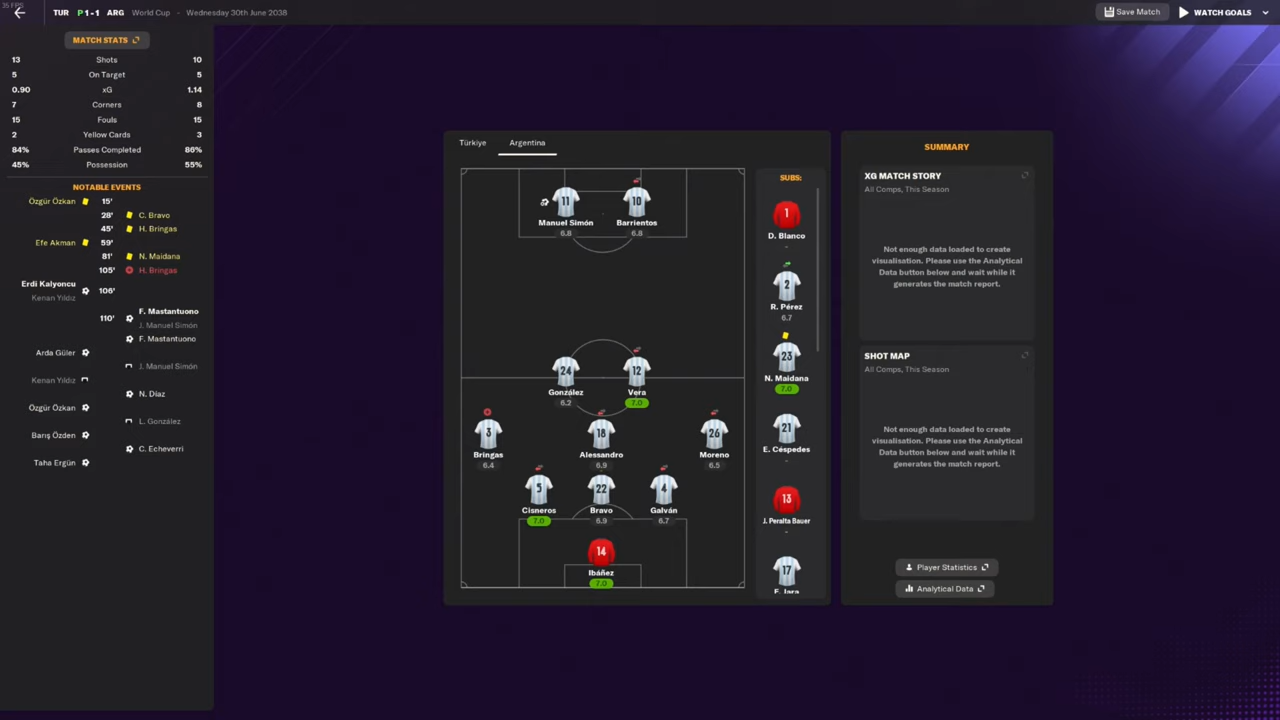 35 FPS
TUR P 1 - 1 ARG World Cup • Wednesday 30th June 2038
Save Match
WATCH GOALS
MATCH STATS
13 Shots 10
5 On Target 5
0.90 xG 1.14
7 Corners 8
15 Fouls 15
2 Yellow Cards 3
84% Passes Completed 86%
45% Possession 55%
NOTABLE EVENTS
Özgür Özkan 15'
28' C. Bravo
45' H. Bringas
Efe Akman 59'
81' N. Maidana
105' H. Bringas
Erdi Kalyoncu 106'
Kenan Yıldız
110' F. Mastantuono
J. Manuel Simón
F. Mastantuono
Arda Güler
J. Manuel Simón
Kenan Yıldız
N. Díaz
Özgür Özkan
L. González
Barış Özden
C. Echeverri
Taha Ergün
Türkiye Argentina
11 10
Manuel Simón Barrientos
6.8 6.8
24 12
González Vera
6.2 7.0
3 18 26
Bringas Alessandro Moreno
6.4 6.9 6.5
5 22 4
Cisneros Bravo Galván
7.0 6.9 6.7
14
Ibáñez
7.0
SUBS:
1
D. Blanco
-
2
R. Pérez
6.7
23
N. Maidana
7.0
21
E. Céspedes
-
13
J. Peralta Bauer
-
17
SUMMARY
XG MATCH STORY
All Comps, This Season
Not enough data loaded to create
visualisation. Please use the Analytical
Data button below and wait while it
generates the match report.
SHOT MAP
All Comps, This Season
Not enough data loaded to create
visualisation. Please use the Analytical
Data button below and wait while it
generates the match report.
Player Statistics
Analytical Data